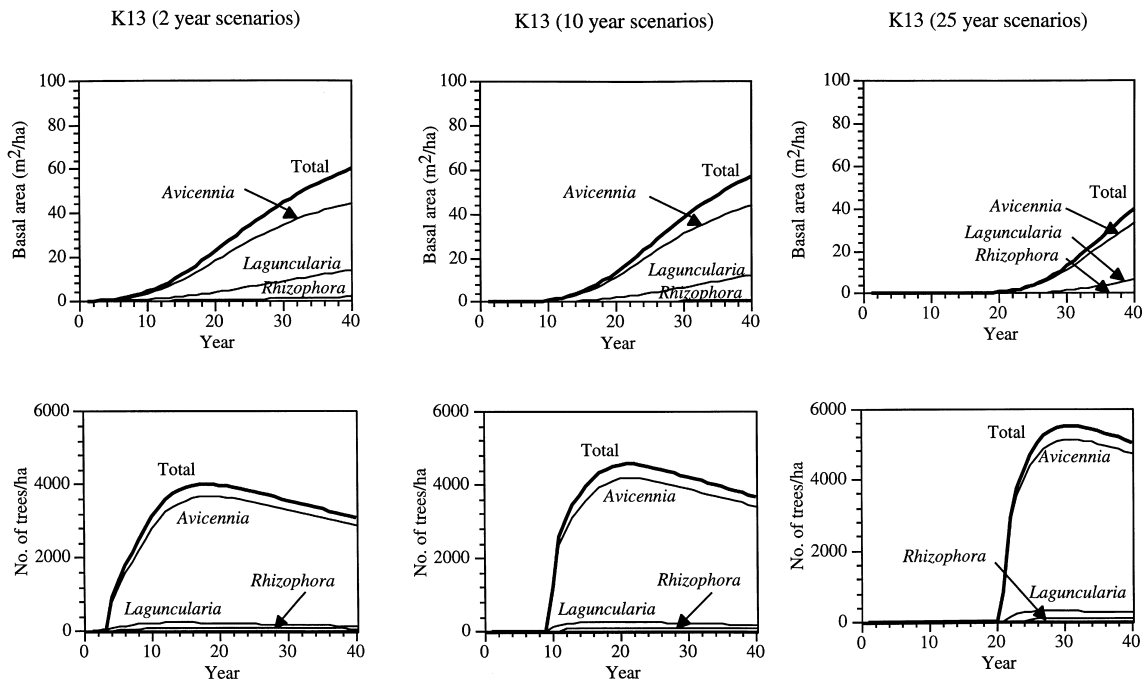 K13 (2 year scenarios)
K13 (10 year scenarios)
K13 (25 year scenarios)
Basal area (m²/ha)
100
80
60
40
20
0
Total
Avicennia
Laguncularia
Rhizophora
0 10 20 30 40
Year
Basal area (m²/ha)
100
80
60
40
20
0
Total
Avicennia
Laguncularia
Rhizophora
0 10 20 30 40
Year
Basal area (m²/ha)
100
80
60
40
20
0
Total
Avicennia
Laguncularia
Rhizophora
0 10 20 30 40
Year
No. of trees/ha
6000
4000
2000
0
Total
Avicennia
Rhizophora
Laguncularia
0 10 20 30 40
Year
No. of trees/ha
6000
4000
2000
0
Total
Avicennia
Rhizophora
Laguncularia
0 10 20 30 40
Year
No. of trees/ha
6000
4000
2000
0
Total
Avicennia
Rhizophora
Laguncularia
0 10 20 30 40
Year